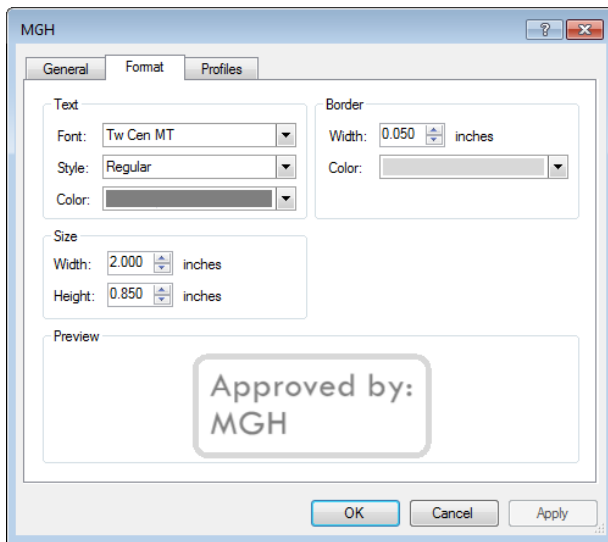 MGH
General Format Profiles
Text
Font: Tw Cen MT
Style: Regular
Color:
Border
Width: 0.050 inches
Color:
Size
Width: 2.000 inches
Height: 0.850 inches
Preview
Approved by:
MGH
OK Cancel Apply